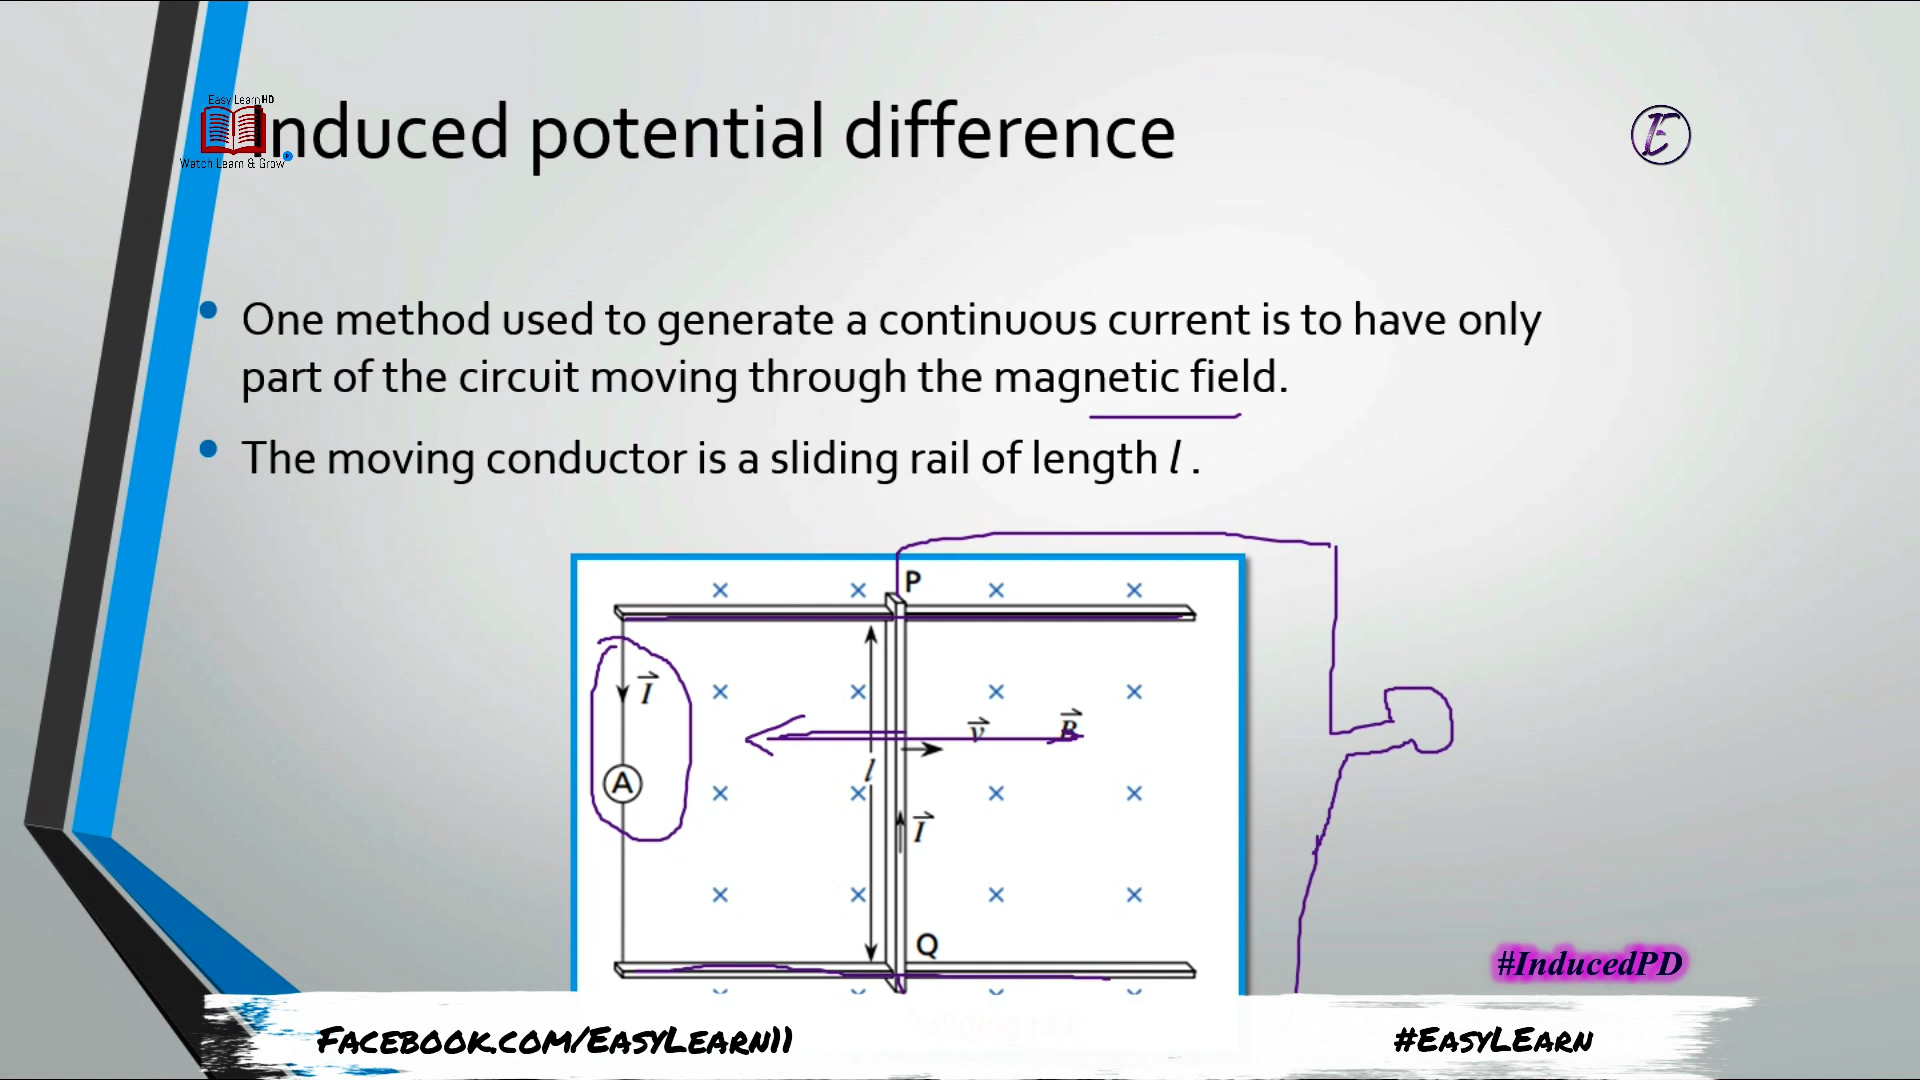 Easy Learn HD
Watch Learn & Grow
Induced potential difference
E
• One method used to generate a continuous current is to have only
part of the circuit moving through the magnetic field.
• The moving conductor is a sliding rail of length l .
P
I
v
B
l
A
I
Q
sliding rail
#InducedPD
Facebook.com/EasyLearn11
#EasyLEarn